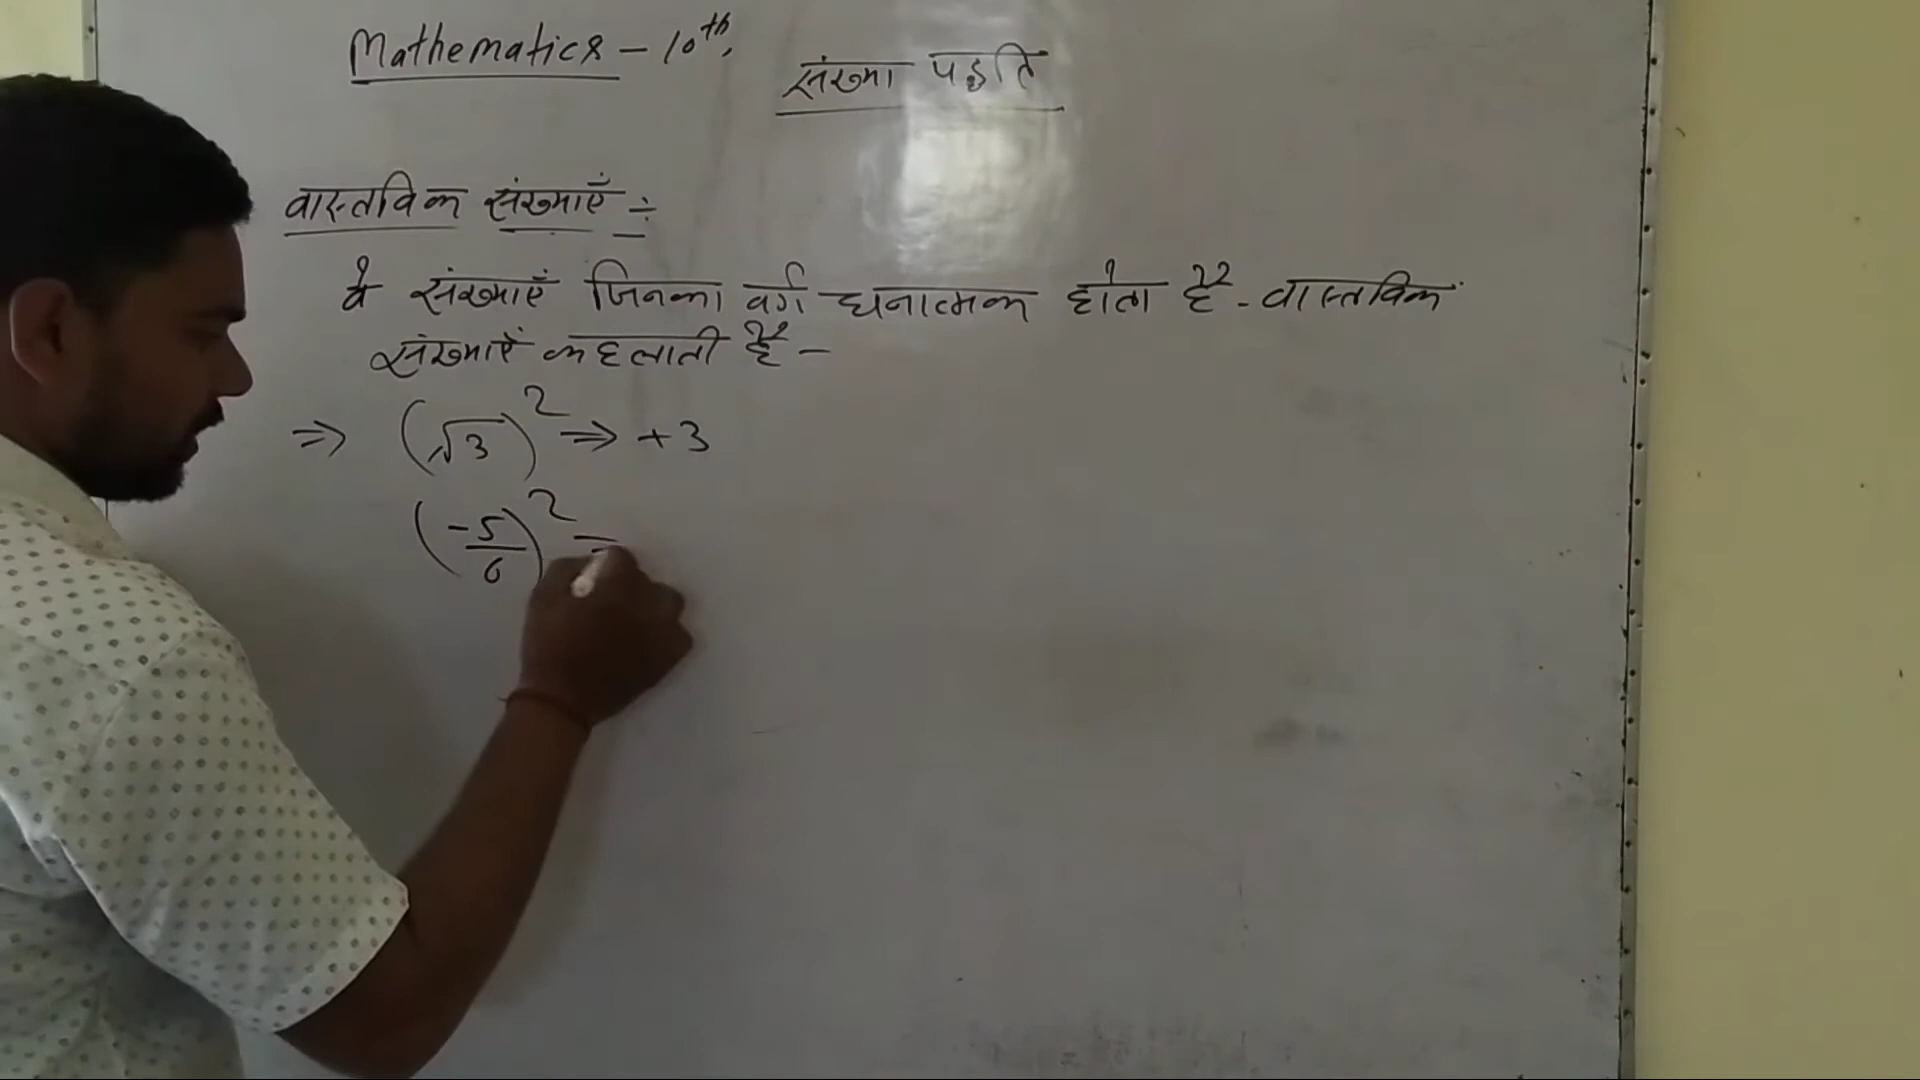 Mathematics - 10th.
संख्या पद्धति
वास्तविक संख्याएँ ÷
वे संख्याएँ जिनका वर्ग धनात्मक होता है - वास्तविक
संख्याएँ कहलाती है -
⇒ (√3)² ⇒ +3
(-5/6)² =